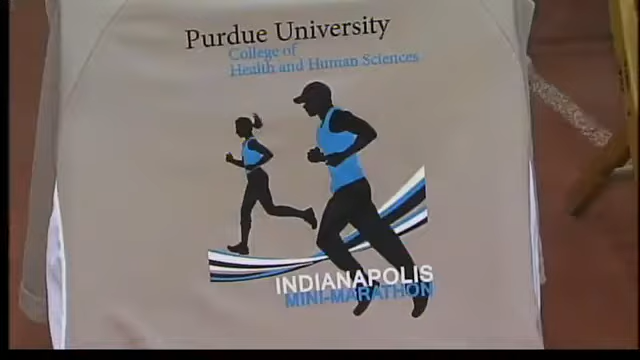 Purdue University
College of
Health and Human Sciences
INDIANAPOLIS
MINI-MARATHON